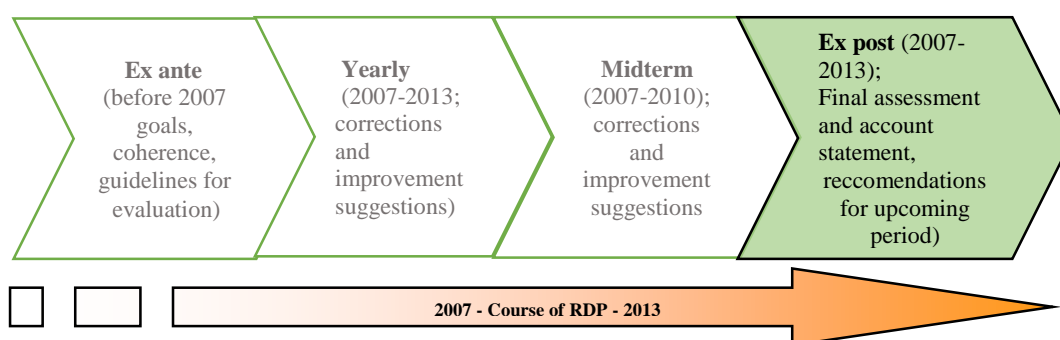 Ex ante
(before 2007
goals,
coherence,
guidelines for
evaluation)
Yearly
(2007-2013;
corrections
and
improvement
suggestions)
Midterm
(2007-2010);
corrections
and
improvement
suggestions
Ex post (2007-
2013);
Final assessment
and account
statement,
reccomendations
for upcoming
period)
2007 - Course of RDP - 2013